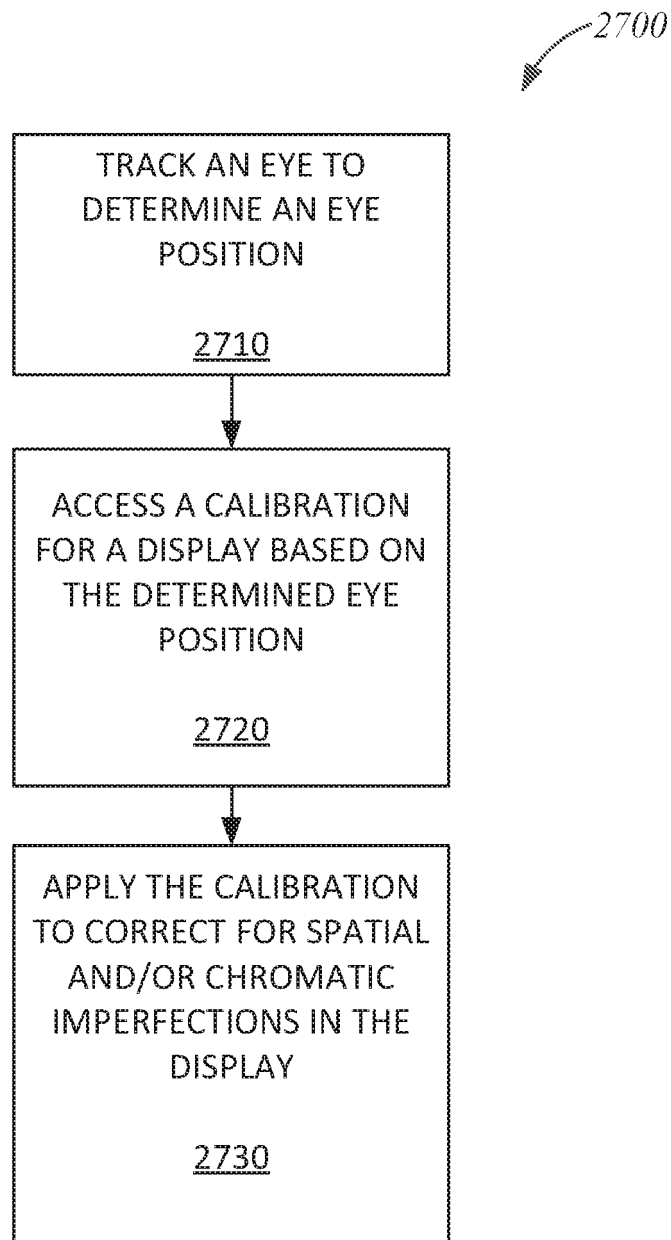 2700
TRACK AN EYE TO
DETERMINE AN EYE
POSITION
2710
ACCESS A CALIBRATION
FOR A DISPLAY BASED ON
THE DETERMINED EYE
POSITION
2720
APPLY THE CALIBRATION
TO CORRECT FOR SPATIAL
AND/OR CHROMATIC
IMPERFECTIONS IN THE
DISPLAY
2730